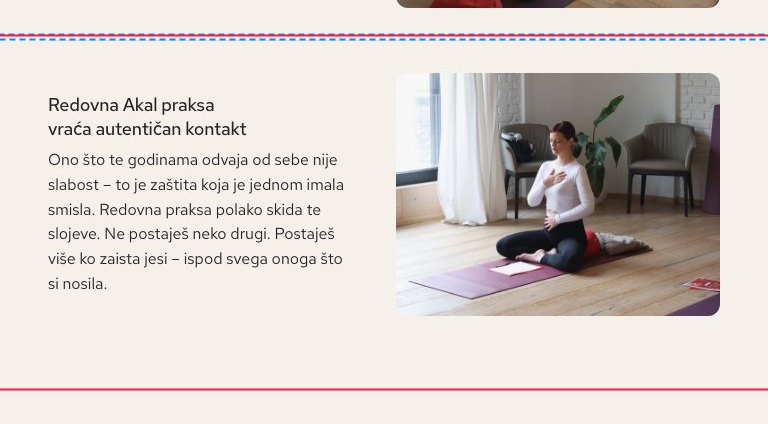 Redovna Akal praksa
vraća autentičan kontakt
Ono što te godinama odvaja od sebe nije
slabost – to je zaštita koja je jednom imala
smisla. Redovna praksa polako skida te
slojeve. Ne postaješ neko drugi. Postaješ
više ko zaista jesi – ispod svega onoga što
si nosila.